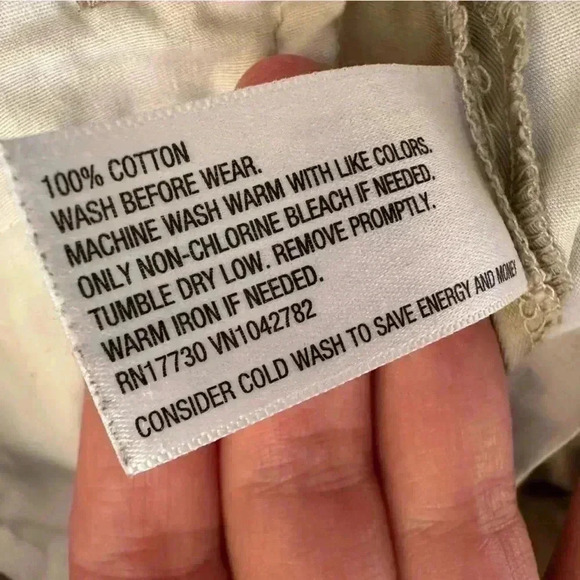 100% COTTON
WASH BEFORE WEAR.
MACHINE WASH WARM WITH LIKE COLORS.
ONLY NON-CHLORINE BLEACH IF NEEDED.
TUMBLE DRY LOW. REMOVE PROMPTLY.
WARM IRON IF NEEDED.
RN17730 VN1042782
CONSIDER COLD WASH TO SAVE ENERGY AND MONEY